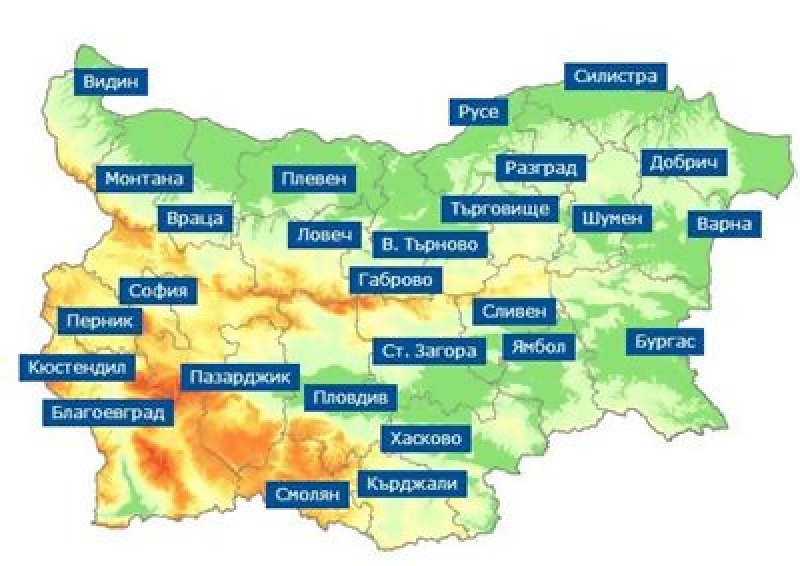 Силистра
Видин
Русе
Добрич
Разград
Монтана
Плевен
Търговище
Враца
Шумен
Варна
Ловеч
В. Търново
Габрово
София
Сливен
Перник
Бургас
Ямбол
Ст. Загора
Кюстендил
Пазарджик
Пловдив
Благоевград
Хасково
Кърджали
Смолян